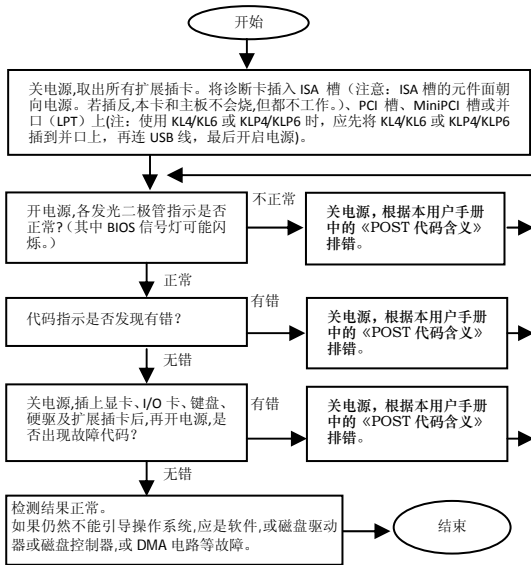 开始
关电源,取出所有扩展插卡。将诊断卡插入 ISA 槽（注意：ISA 槽的元件面朝
向电源。若插反,本卡和主板不会烧,但都不工作。）、PCI 槽、MiniPCI 槽或并
口（LPT）上(注：使用 KL4/KL6 或 KLP4/KLP6 时，应先将 KL4/KL6 或 KLP4/KLP6
插到并口上，再连 USB 线，最后开启电源)。
开电源,各发光二极管指示是否
正常?（其中 BIOS 信号灯可能闪
烁。）
不正常
关电源，根据本用户手册
中的《POST 代码含义》
排错。
正常
代码指示是否发现有错？
有错
关电源，根据本用户手册
中的《POST 代码含义》
排错。
无错
关电源,插上显卡、I/O 卡、键盘、
硬驱及扩展插卡后,再开电源,是
否出现故障代码？
有错
关电源，根据本用户手册
中的《POST 代码含义》
排错。
无错
检测结果正常。
如果仍然不能引导操作系统,应是软件,或磁盘驱动
器或磁盘控制器,或 DMA 电路等故障。
结束